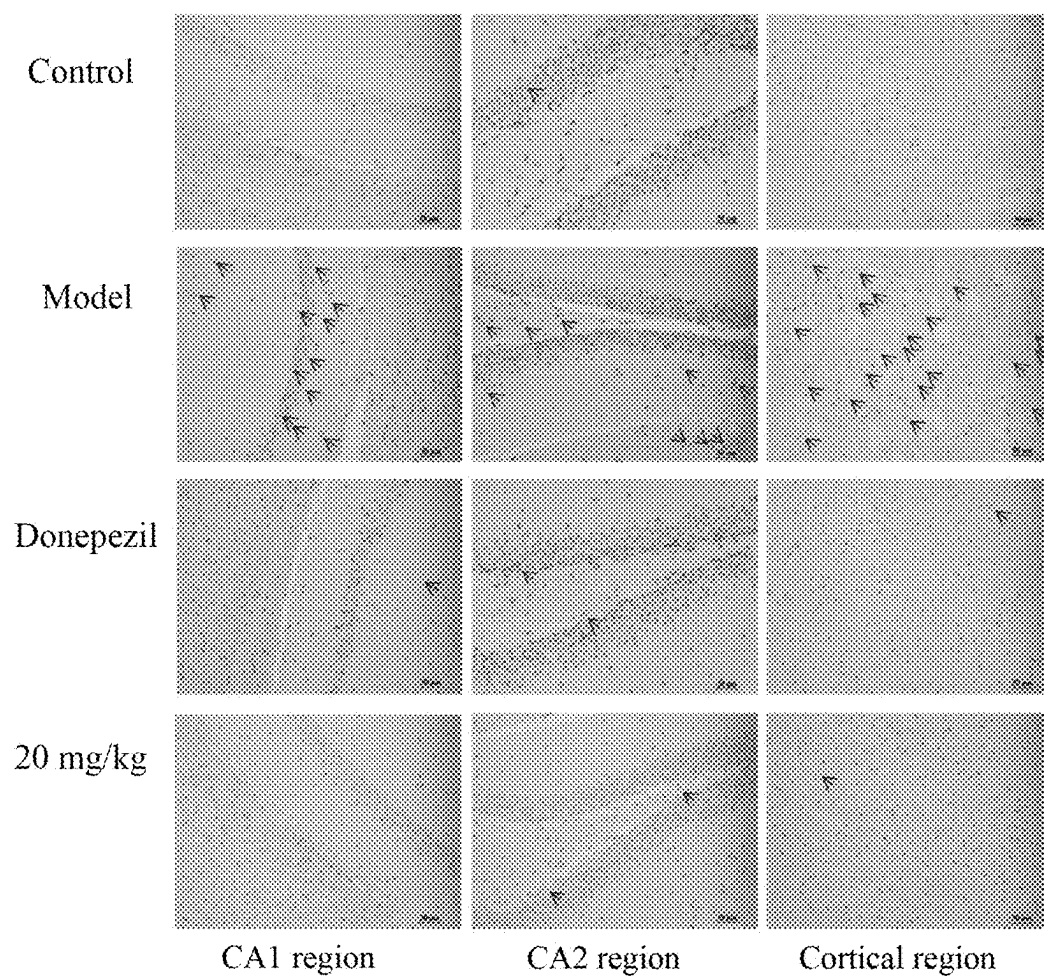 Control
Model
Donepezil
20 mg/kg
CA1 region
CA2 region
Cortical region